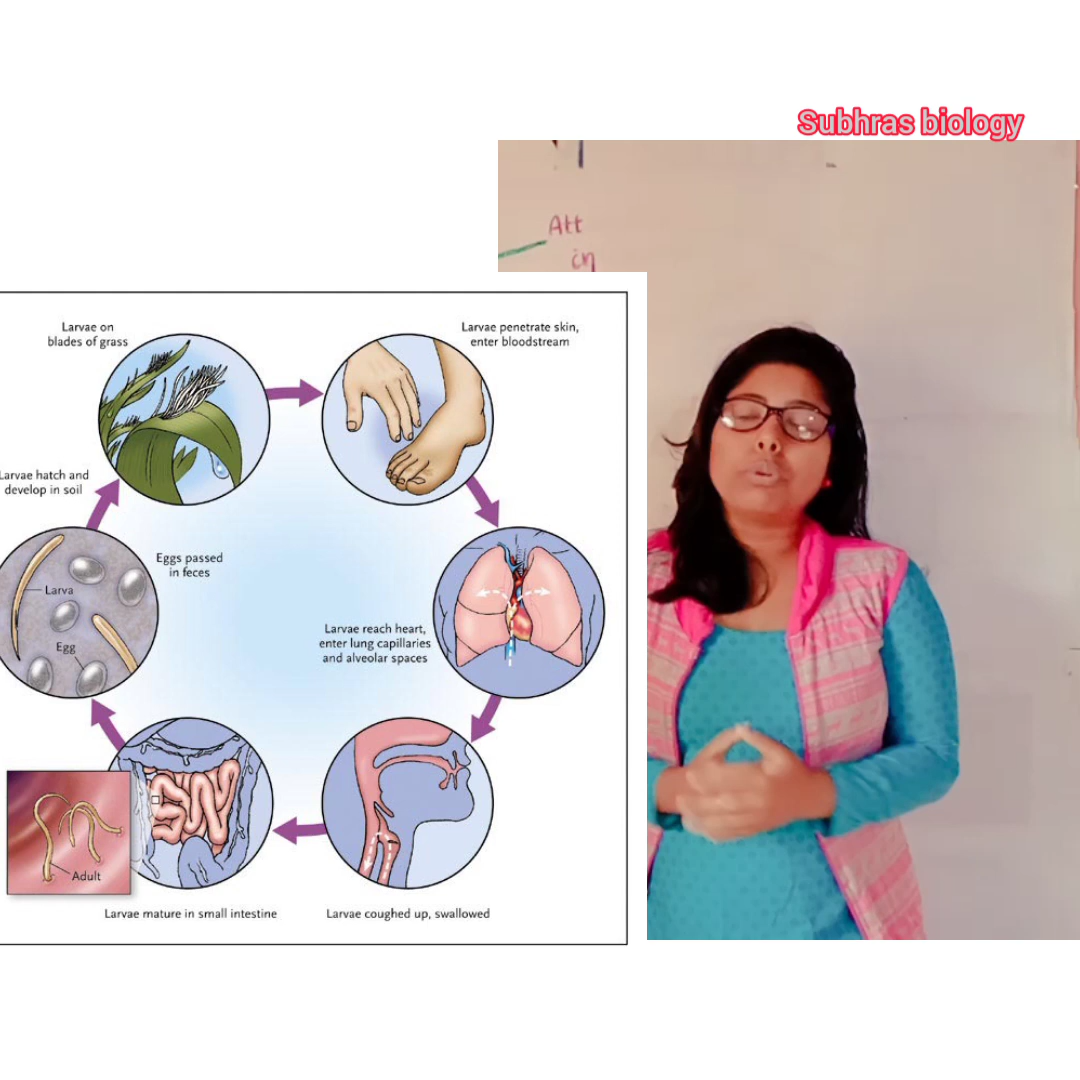 Subhras biology
Att
in
Larvae on
blades of grass
Larvae penetrate skin,
enter bloodstream
Larvae hatch and
develop in soil
Eggs passed
in feces
Larva
Egg
Larvae reach heart,
enter lung capillaries
and alveolar spaces
Adult
Larvae mature in small intestine
Larvae coughed up, swallowed